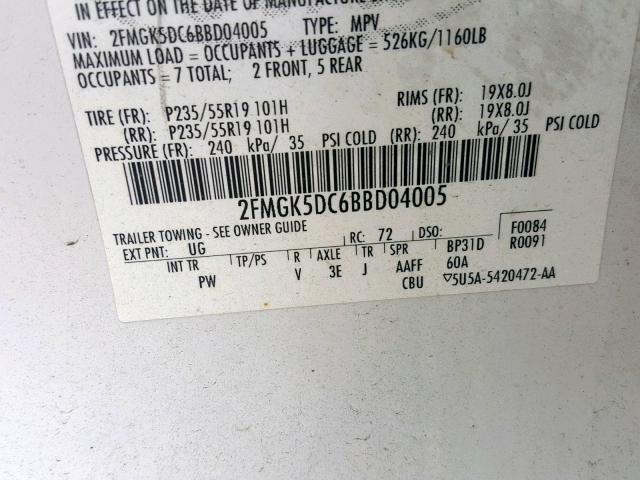 IN EFFECT ON THE DATE OF MANUFACTURE
VIN: 2FMGK5DC6BBD04005 TYPE: MPV
MAXIMUM LOAD = OCCUPANTS + LUGGAGE = 526KG/1160LB
OCCUPANTS = 7 TOTAL; 2 FRONT, 5 REAR
TIRE (FR): P235/55R19 101H RIMS (FR): 19X8.0J
(RR): P235/55R19 101H (RR): 19X8.0J
PRESSURE (FR): 240 kPa/ 35 PSI COLD (RR): 240 kPa/ 35 PSI COLD
2FMGK5DC6BBD04005
TRAILER TOWING - SEE OWNER GUIDE
EXT PNT: UG RC: 72 DSO: F0084
INT TR TP/PS R AXLE TR SPR BP31D R0091
PW V 3E J AAFF 60A
CBU ▽5U5A-5420472-AA